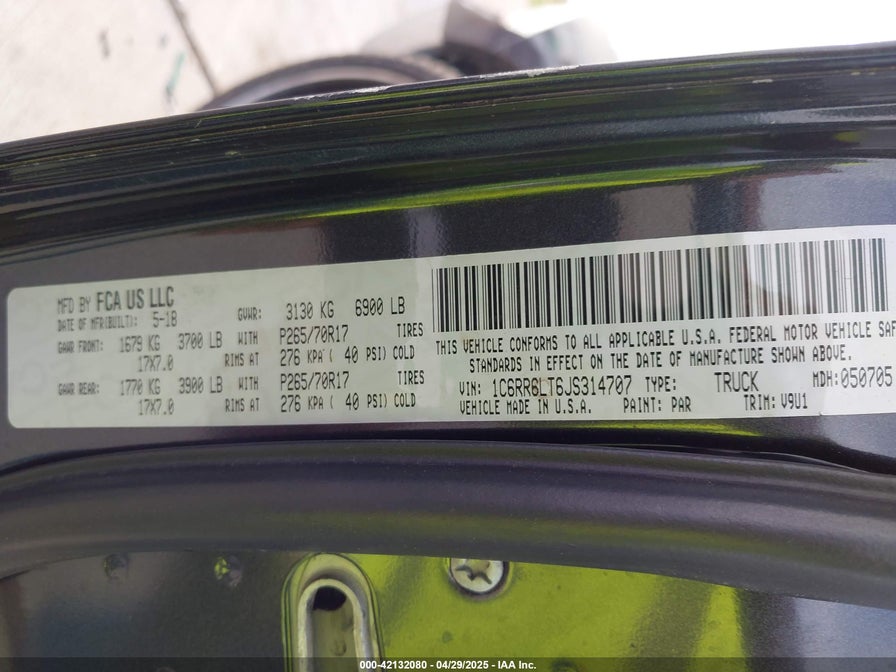 MFD BY FCA US LLC
DATE OF MFR(BUILT): 5-18 GVWR: 3130 KG 6900 LB
GAWR FRONT: 1679 KG 3700 LB WITH P265/70R17 TIRES
17X7.0 RIMS AT 276 KPA ( 40 PSI) COLD
GAWR REAR: 1770 KG 3900 LB WITH P265/70R17 TIRES
17X7.0 RIMS AT 276 KPA ( 40 PSI) COLD
THIS VEHICLE CONFORMS TO ALL APPLICABLE U.S.A. FEDERAL MOTOR VEHICLE SAF
STANDARDS IN EFFECT ON THE DATE OF MANUFACTURE SHOWN ABOVE.
VIN: 1C6RR6LT6JS314707 TYPE: TRUCK MDH:050705
VEHICLE MADE IN U.S.A. PAINT: PAR TRIM: V9U1
000-42132080 - 04/29/2025 - IAA Inc.